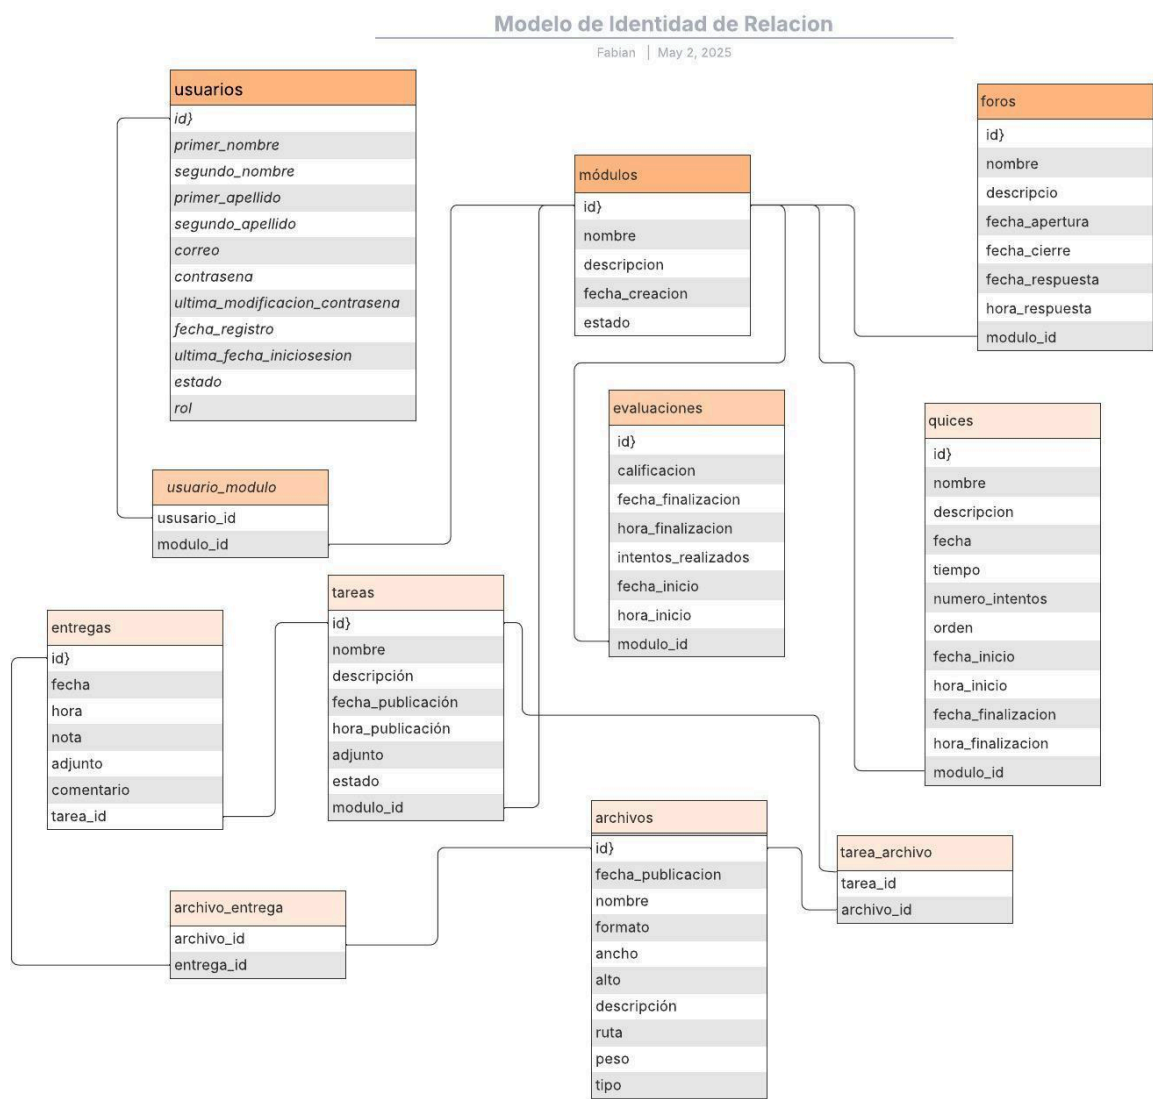 Modelo de Identidad de Relacion
Fabian | May 2, 2025
usuarios
id}
primer_nombre
segundo_nombre
primer_apellido
segundo_apellido
correo
contrasena
ultima_modificacion_contrasena
fecha_registro
ultima_fecha_iniciosesion
estado
rol
módulos
id}
nombre
descripcion
fecha_creacion
estado
foros
id}
nombre
descripcio
fecha_apertura
fecha_cierre
fecha_respuesta
hora_respuesta
modulo_id
evaluaciones
id}
calificacion
fecha_finalizacion
hora_finalizacion
intentos_realizados
fecha_inicio
hora_inicio
modulo_id
quices
id}
nombre
descripcion
fecha
tiempo
numero_intentos
orden
fecha_inicio
hora_inicio
fecha_finalizacion
hora_finalizacion
modulo_id
usuario_modulo
ususario_id
modulo_id
tareas
id}
nombre
descripción
fecha_publicación
hora_publicación
adjunto
estado
modulo_id
entregas
id}
fecha
hora
nota
adjunto
comentario
tarea_id
archivos
id}
fecha_publicacion
nombre
formato
ancho
alto
descripción
ruta
peso
tipo
tarea_archivo
tarea_id
archivo_id
archivo_entrega
archivo_id
entrega_id